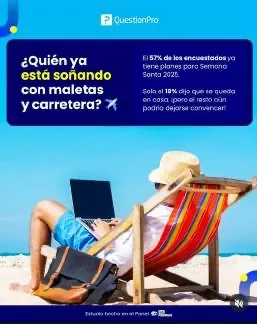 QuestionPro
¿Quién ya
está soñando
con maletas
y carretera?
El 57% de los encuestados ya
tiene planes para Semana
Santa 2025.
Solo el 19% dijo que se queda
en casa, ¡pero el resto aún
podría dejarse convencer!
Estudio hecho en el Panel